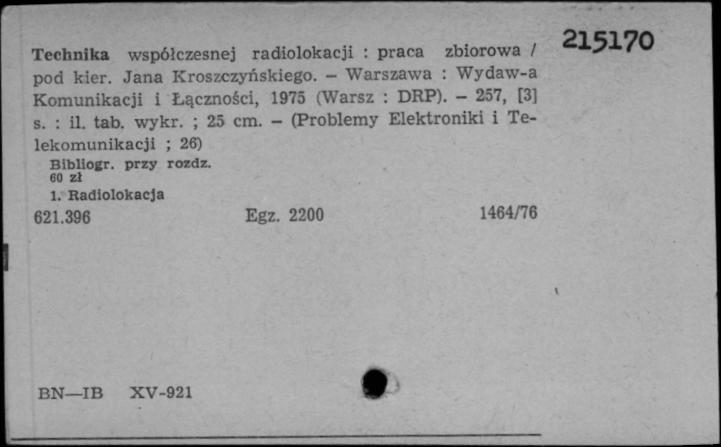 215170
Technika współczesnej radiolokacji : praca zbiorowa /
pod kier. Jana Kroszczyńskiego. — Warszawa : Wydaw-a
Komunikacji i Łączności, 1975 (Warsz : DRP). — 257, [3]
s. : il. tab. wykr. ; 25 cm. — (Problemy Elektroniki i Te-
lekomunikacji ; 26)
Bibliogr. przy rozdz.
60 zł
1. Radiolokacja
621.396 Egz. 2200 1464/76
BN—IB XV-921